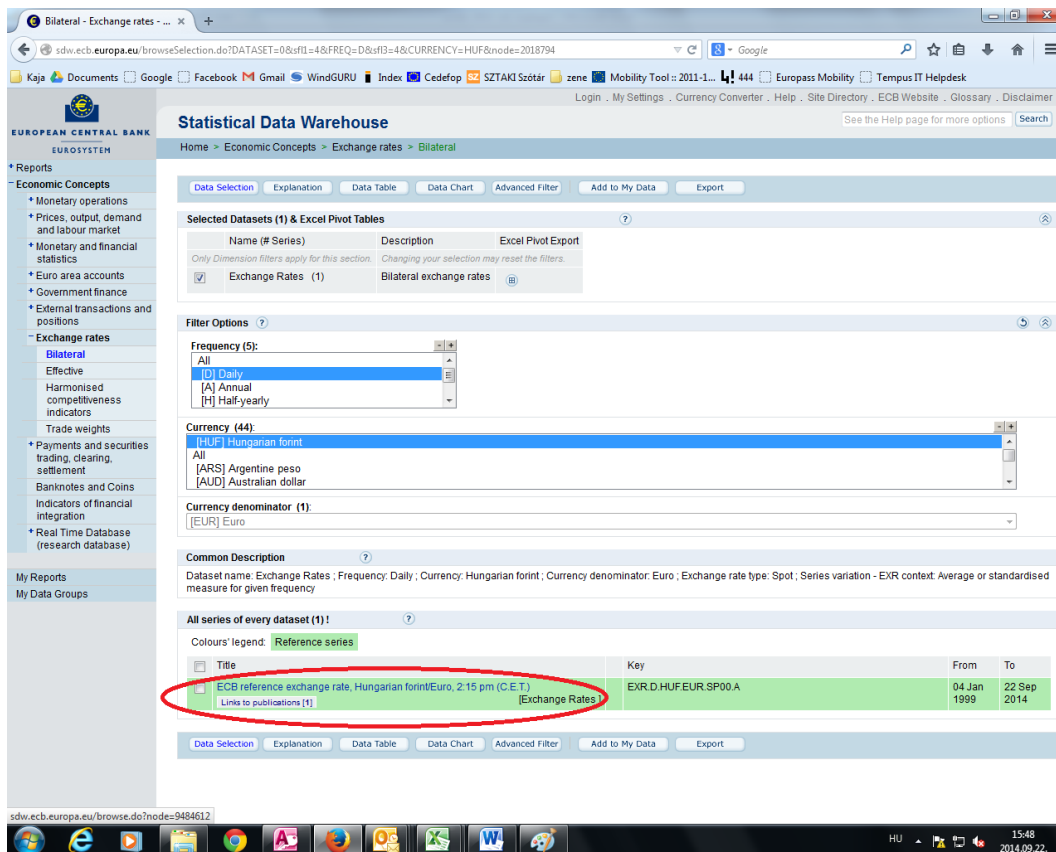 Bilateral - Exchange rates - ... × +
sdw.ecb.europa.eu/browseSelection.do?DATASET=0&sfl1=4&FREQ=D&sfl3=4&CURRENCY=HUF&node=2018794
Google
Kaja Documents Google Facebook Gmail WindGURU Index Cedefop SZ SZTAKI Szótár zene Mobility Tool :: 2011-1... 444 Europass Mobility Tempus IT Helpdesk
Login . My Settings . Currency Converter . Help . Site Directory . ECB Website . Glossary . Disclaimer
EUROPEAN CENTRAL BANK
EUROSYSTEM
Statistical Data Warehouse
See the Help page for more options Search
Home > Economic Concepts > Exchange rates > Bilateral
+ Reports
− Economic Concepts
+ Monetary operations
+ Prices, output, demand
and labour market
+ Monetary and financial
statistics
+ Euro area accounts
+ Government finance
+ External transactions and
positions
− Exchange rates
Bilateral
Effective
Harmonised
competitiveness
indicators
Trade weights
+ Payments and securities
trading, clearing,
settlement
Banknotes and Coins
Indicators of financial
integration
+ Real Time Database
(research database)
My Reports
My Data Groups
Data Selection Explanation Data Table Data Chart Advanced Filter Add to My Data Export
Selected Datasets (1) & Excel Pivot Tables ?
Name (# Series) Description Excel Pivot Export
Only Dimension filters apply for this section. Changing your selection may reset the filters.
Exchange Rates (1) Bilateral exchange rates
Filter Options ?
Frequency (5): - +
All
[D] Daily
[A] Annual
[H] Half-yearly
Currency (44): - +
[HUF] Hungarian forint
All
[ARS] Argentine peso
[AUD] Australian dollar
Currency denominator (1):
[EUR] Euro
Common Description ?
Dataset name: Exchange Rates ; Frequency: Daily ; Currency: Hungarian forint ; Currency denominator: Euro ; Exchange rate type: Spot ; Series variation - EXR context: Average or standardised
measure for given frequency
All series of every dataset (1) ! ?
Colours' legend: Reference series
Title Key From To
ECB reference exchange rate, Hungarian forint/Euro, 2:15 pm (C.E.T.) EXR.D.HUF.EUR.SP00.A 04 Jan 22 Sep
Links to publications [1] [Exchange Rates ] 1999 2014
Data Selection Explanation Data Table Data Chart Advanced Filter Add to My Data Export
sdw.ecb.europa.eu/browse.do?node=9484612
HU 15:48
2014.09.22.